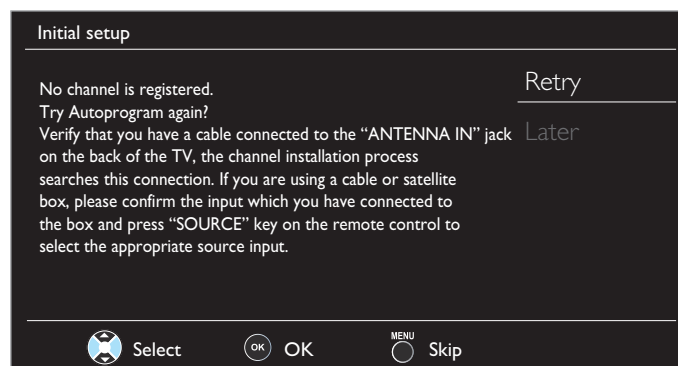 Initial setup
No channel is registered.
Try Autoprogram again?
Verify that you have a cable connected to the “ANTENNA IN” jack
on the back of the TV, the channel installation process
searches this connection. If you are using a cable or satellite
box, please confirm the input which you have connected to
the box and press “SOURCE” key on the remote control to
select the appropriate source input.
Retry
Later
Select
OK OK
MENU
Skip